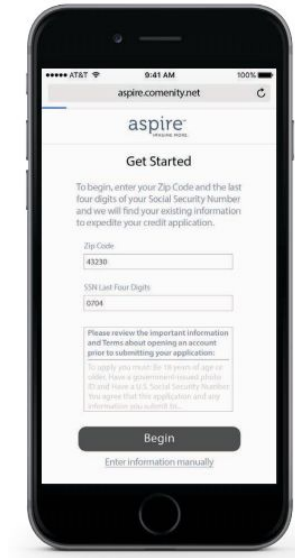 ●●●●● AT&T 9:41 AM 100%
aspire.comenity.net
aspire
IMAGINE MORE.
Get Started
To begin, enter your Zip Code and the last
four digits of your Social Security Number
and we will find your existing information
to expedite your credit application.
Zip Code
43230
SSN Last Four Digits
0704
Please review the important information
and Terms about opening an account
prior to submitting your application:
To apply you must: Be 18 years of age or
older, Have a government-issued photo
ID and Have a U.S. Social Security Number.
You agree that this application and any
information you submit to...
Begin
Enter information manually